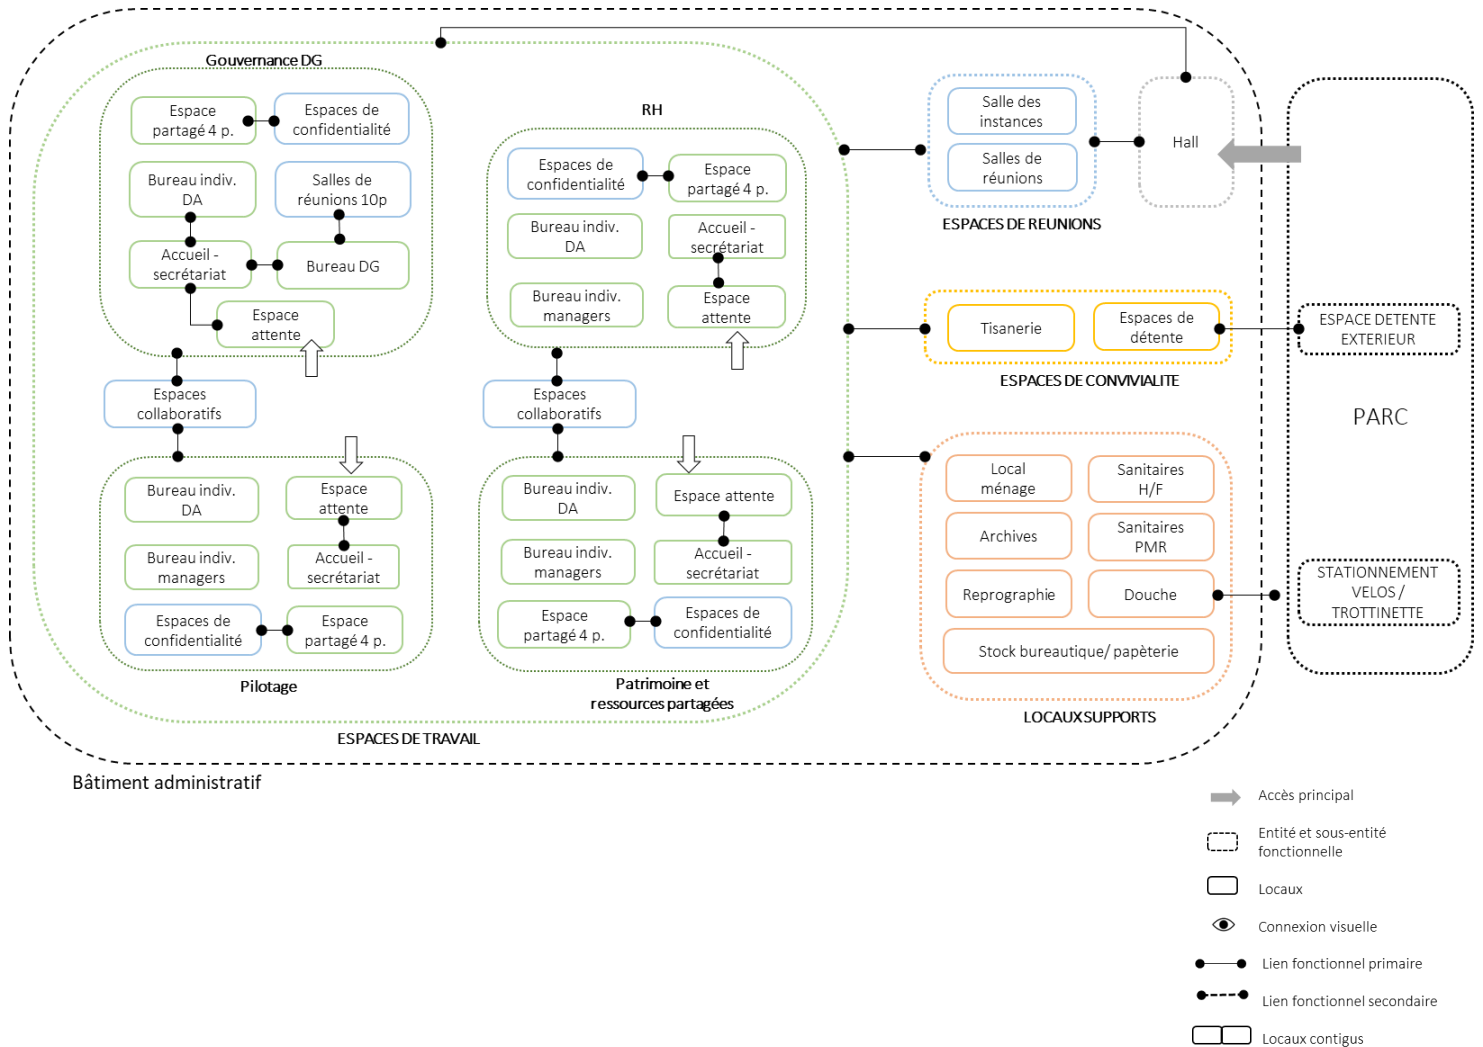 Gouvernance DG
Espace
partagé 4 p.
Espaces de
confidentialité
Bureau indiv.
DA
Salles de
réunions 10p
Accueil -
secrétariat
Bureau DG
Espace
attente
RH
Espaces de
confidentialité
Espace
partagé 4 p.
Bureau indiv.
DA
Accueil -
secrétariat
Bureau indiv.
managers
Espace
attente
Espaces
collaboratifs
Espaces
collaboratifs
Bureau indiv.
DA
Espace
attente
Bureau indiv.
managers
Accueil -
secrétariat
Espaces de
confidentialité
Espace
partagé 4 p.
Pilotage
Bureau indiv.
DA
Espace attente
Bureau indiv.
managers
Accueil -
secrétariat
Espace
partagé 4 p.
Espaces de
confidentialité
Patrimoine et
ressources partagées
ESPACES DE TRAVAIL
Bâtiment administratif
Salle des
instances
Salles de
réunions
ESPACES DE REUNIONS
Hall
Tisanerie
Espaces de
détente
ESPACES DE CONVIVIALITE
Local
ménage
Sanitaires
H/F
Archives
Sanitaires
PMR
Reprographie
Douche
Stock bureautique/ papèterie
LOCAUX SUPPORTS
ESPACE DETENTE
EXTERIEUR
PARC
STATIONNEMENT
VELOS /
TROTTINETTE
Accès principal
Entité et sous-entité
fonctionnelle
Locaux
Connexion visuelle
Lien fonctionnel primaire
Lien fonctionnel secondaire
Locaux contigus